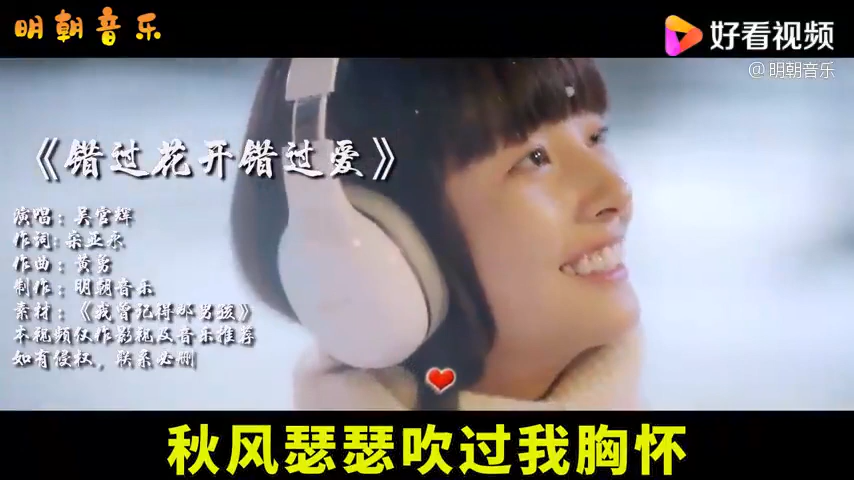 明朝音乐
好看视频
@明朝音乐
《错过花开错过爱》
演唱：吴官辉
作词：宋亚永
作曲：黄勇
制作：明朝音乐
素材：《我曾记得那男孩》
本视频仅作影视及音乐推荐
如有侵权，联系必删
秋风瑟瑟吹过我胸怀